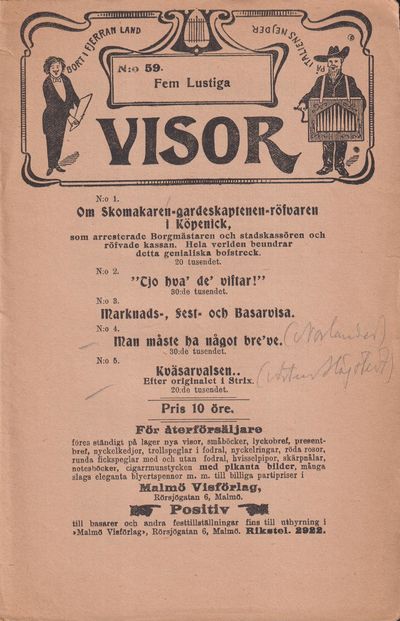 BORT I FJERRAN LAND
PÅ ITALIENS NEJDER
N:o 59.
Fem Lustiga
VISOR
N:o 1.
Om Skomakaren-gardeskaptenen-röfvaren
i Köpenick,
som arresterade Borgmästaren och stadskassören och
röfvade kassan. Hela verlden beundrar
detta genialiska bofstreck.
20 tusendet.
N:o 2.
"Tjo hva' de' viftar!"
30:de tusendet.
N:o 3.
Marknads-, Fest- och Basarvisa.
N:o 4.
Man måste ha något bre've. (Norlander)
N:o 5.
Kväsarvalsen..
Efter originalet i Strix.
20:de tusendet.
Pris 10 öre.
För återförsäljare
föres ständigt på lager nya visor, småböcker, lyckobref, present-
bref, nyckelkedjor, trollspeglar i fodral, nyckelringar, röda rosor,
runda fickspeglar med och utan fodral, hvisselpipor, skärpnålar,
notesböcker, cigarrmunstycken med pikanta bilder, många
slags eleganta blyertspennor m. m. till billiga partipriser i
Malmö Visförlag,
Rörsjögatan 6, Malmö.
Positiv
till basarer och andra festtillställningar fins till uthyrning i
»Malmö Visförlag», Rörsjögatan 6, Malmö. Rikstel. 2922.